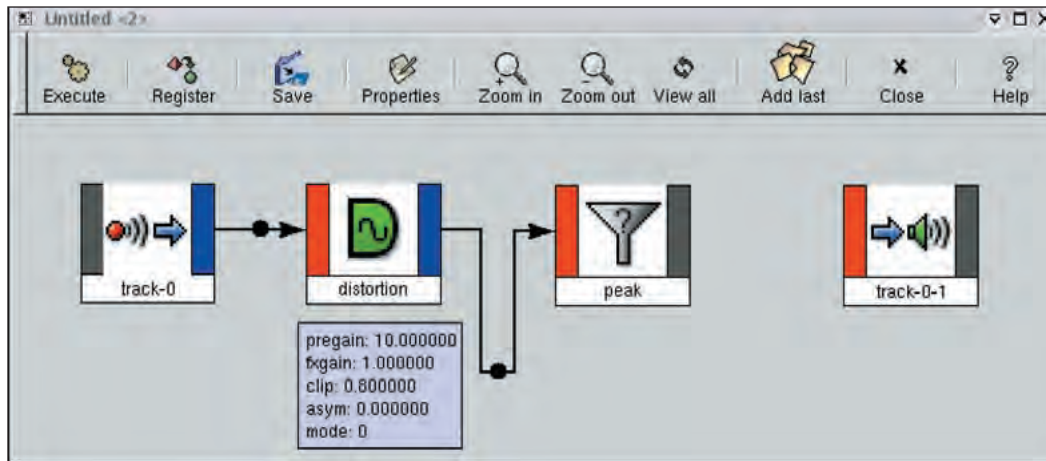 Untitled <2>
Execute Register Save Properties Zoom in Zoom out View all Add last Close Help
track-0 distortion peak track-0-1
pregain: 10.000000
fxgain: 1.000000
clip: 0.800000
asym: 0.000000
mode: 0